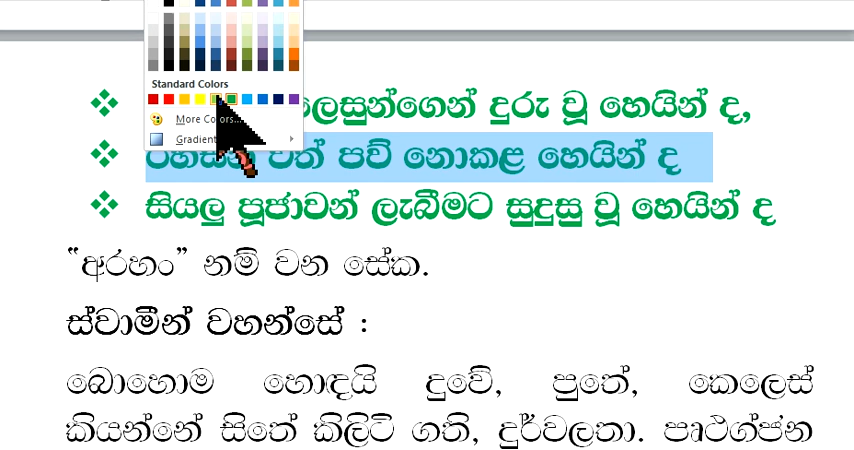 Standard Colors
More Colors...
Gradient
දුරු වූ හෙයින් ද,
වත් පව් නොකළ හෙයින් ද
සියලු පූජාවන් ලැබීමට සුදුසු වූ හෙයින් ද
“අරහං” නම් වන සේක.
ස්වාමීන් වහන්සේ :
බොහොම හොඳයි දුවේ, පුතේ, කෙලෙස්
කියන්නේ සිතේ කිලිටි ගති, දුර්වලතා. පෘථග්ජන